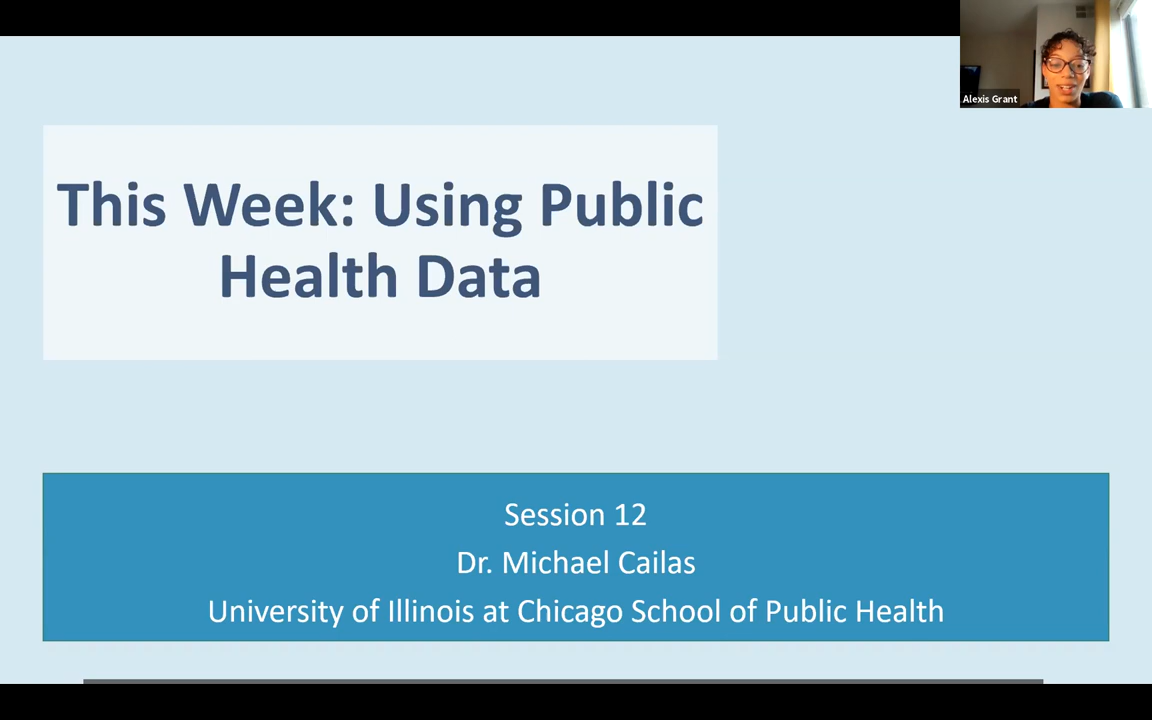 Alexis Grant
This Week: Using Public
Health Data
Session 12
Dr. Michael Cailas
University of Illinois at Chicago School of Public Health